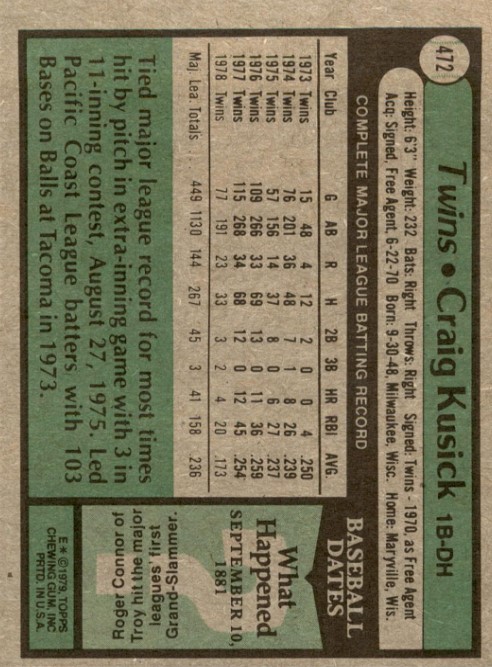 472
Twins • Craig Kusick 1B-DH
Height: 6'3" Weight: 232 Bats: Right Throws: Right Signed: Twins - 1970, as Free Agent
Acq: Signed, Free Agent, 6-22-70 Born: 9-30-48, Milwaukee, Wisc. Home: Maryville, Wis.
COMPLETE MAJOR LEAGUE BATTING RECORD
Year Club G AB R H 2B 3B HR RBI AVG
1973 Twins 15 48 4 12 2 0 0 4 .250
1974 Twins 76 201 36 48 7 1 8 26 .239
1975 Twins 57 156 14 37 8 0 6 27 .237
1976 Twins 109 266 33 69 13 0 11 36 .259
1977 Twins 115 268 34 68 12 0 12 45 .254
1978 Twins 77 191 23 33 3 2 4 20 .173
Maj. Lea. Totals 449 1130 144 267 45 3 41 158 .236
Tied major league record for most times
hit by pitch in extra-inning game with 3 in
11-inning contest, August 27, 1975. Led
Pacific Coast League batters with 103
Bases on Balls at Tacoma in 1973.
BASEBALL
DATES
What
Happened
SEPTEMBER 10,
1881
Roger Connor of
Troy hit the major
leagues' first
Grand-Slammer.
E * © 1979, TOPPS
CHEWING GUM, INC
PRTD. IN U.S.A.